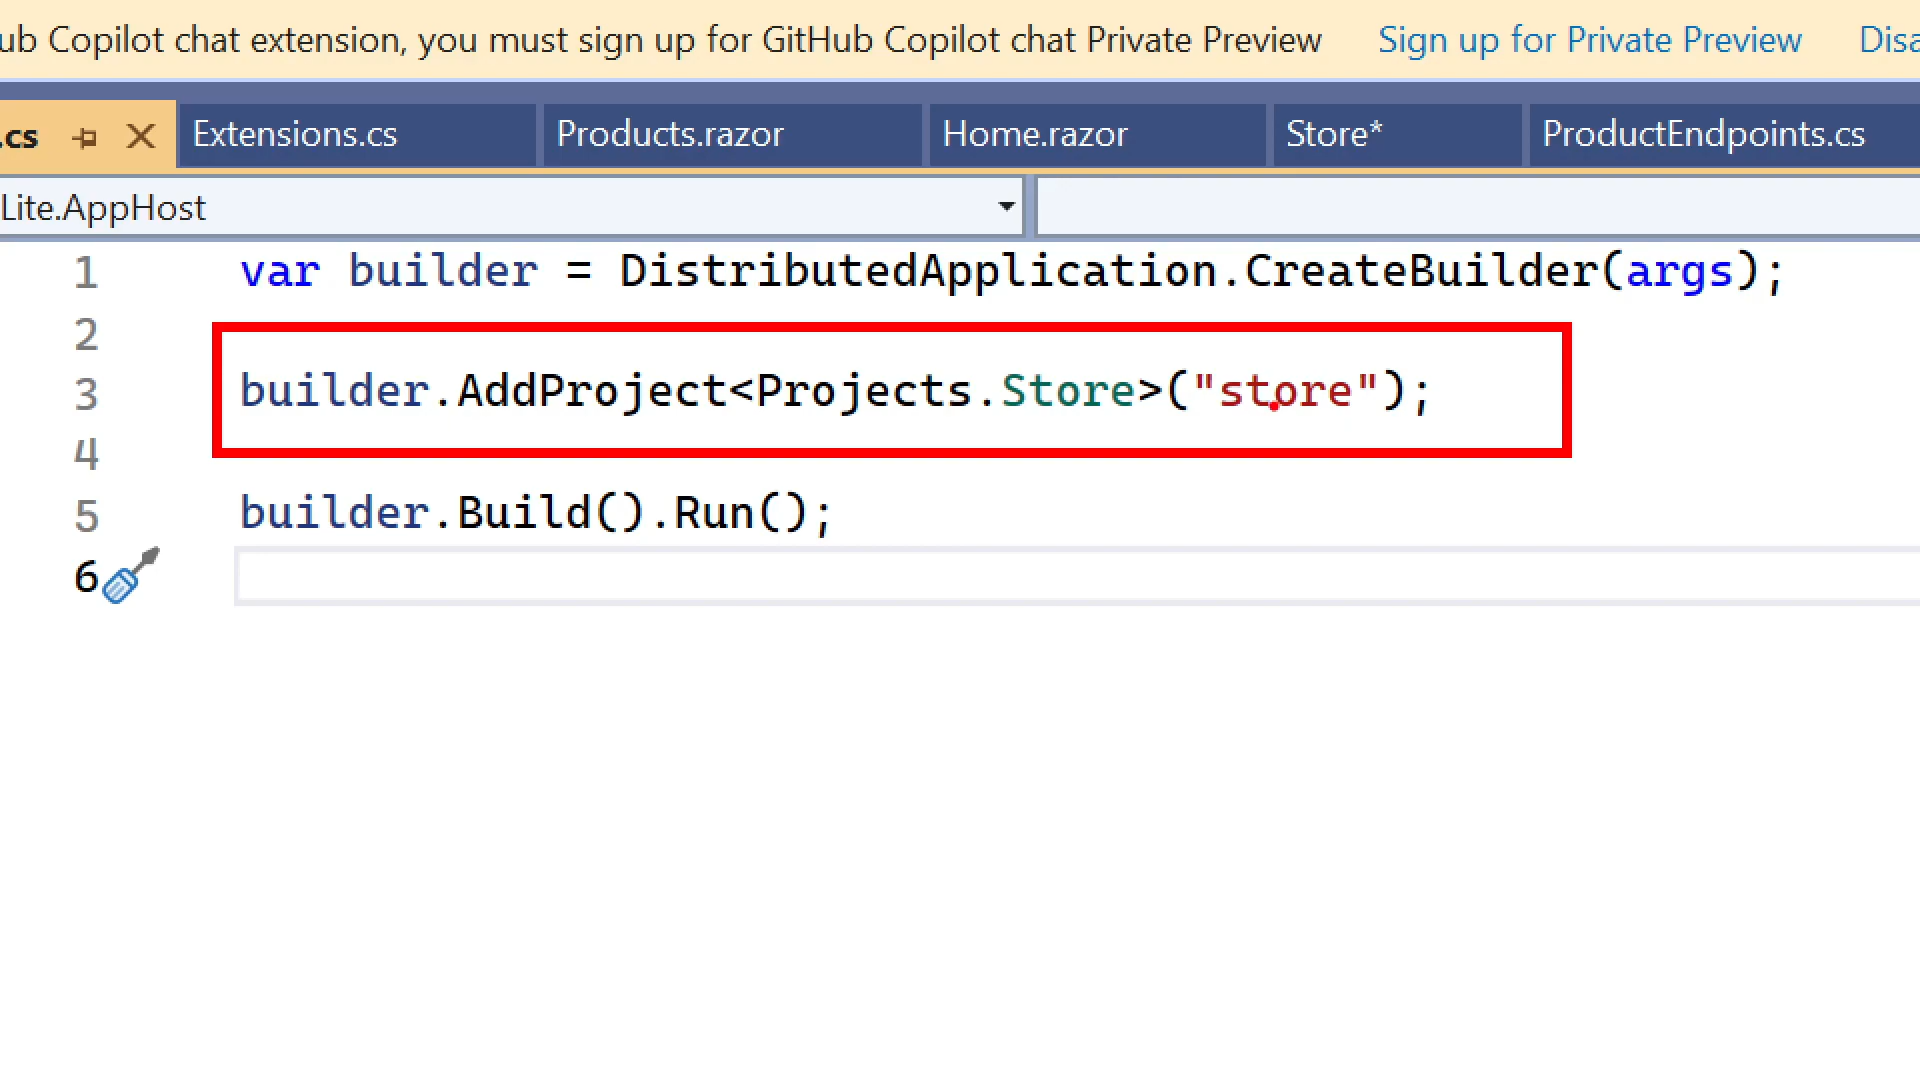 ub Copilot chat extension, you must sign up for GitHub Copilot chat Private Preview Sign up for Private Preview Disa
.cs Extensions.cs Products.razor Home.razor Store* ProductEndpoints.cs
Lite.AppHost
1 var builder = DistributedApplication.CreateBuilder(args);
2
3 builder.AddProject<Projects.Store>("store");
4
5 builder.Build().Run();
6